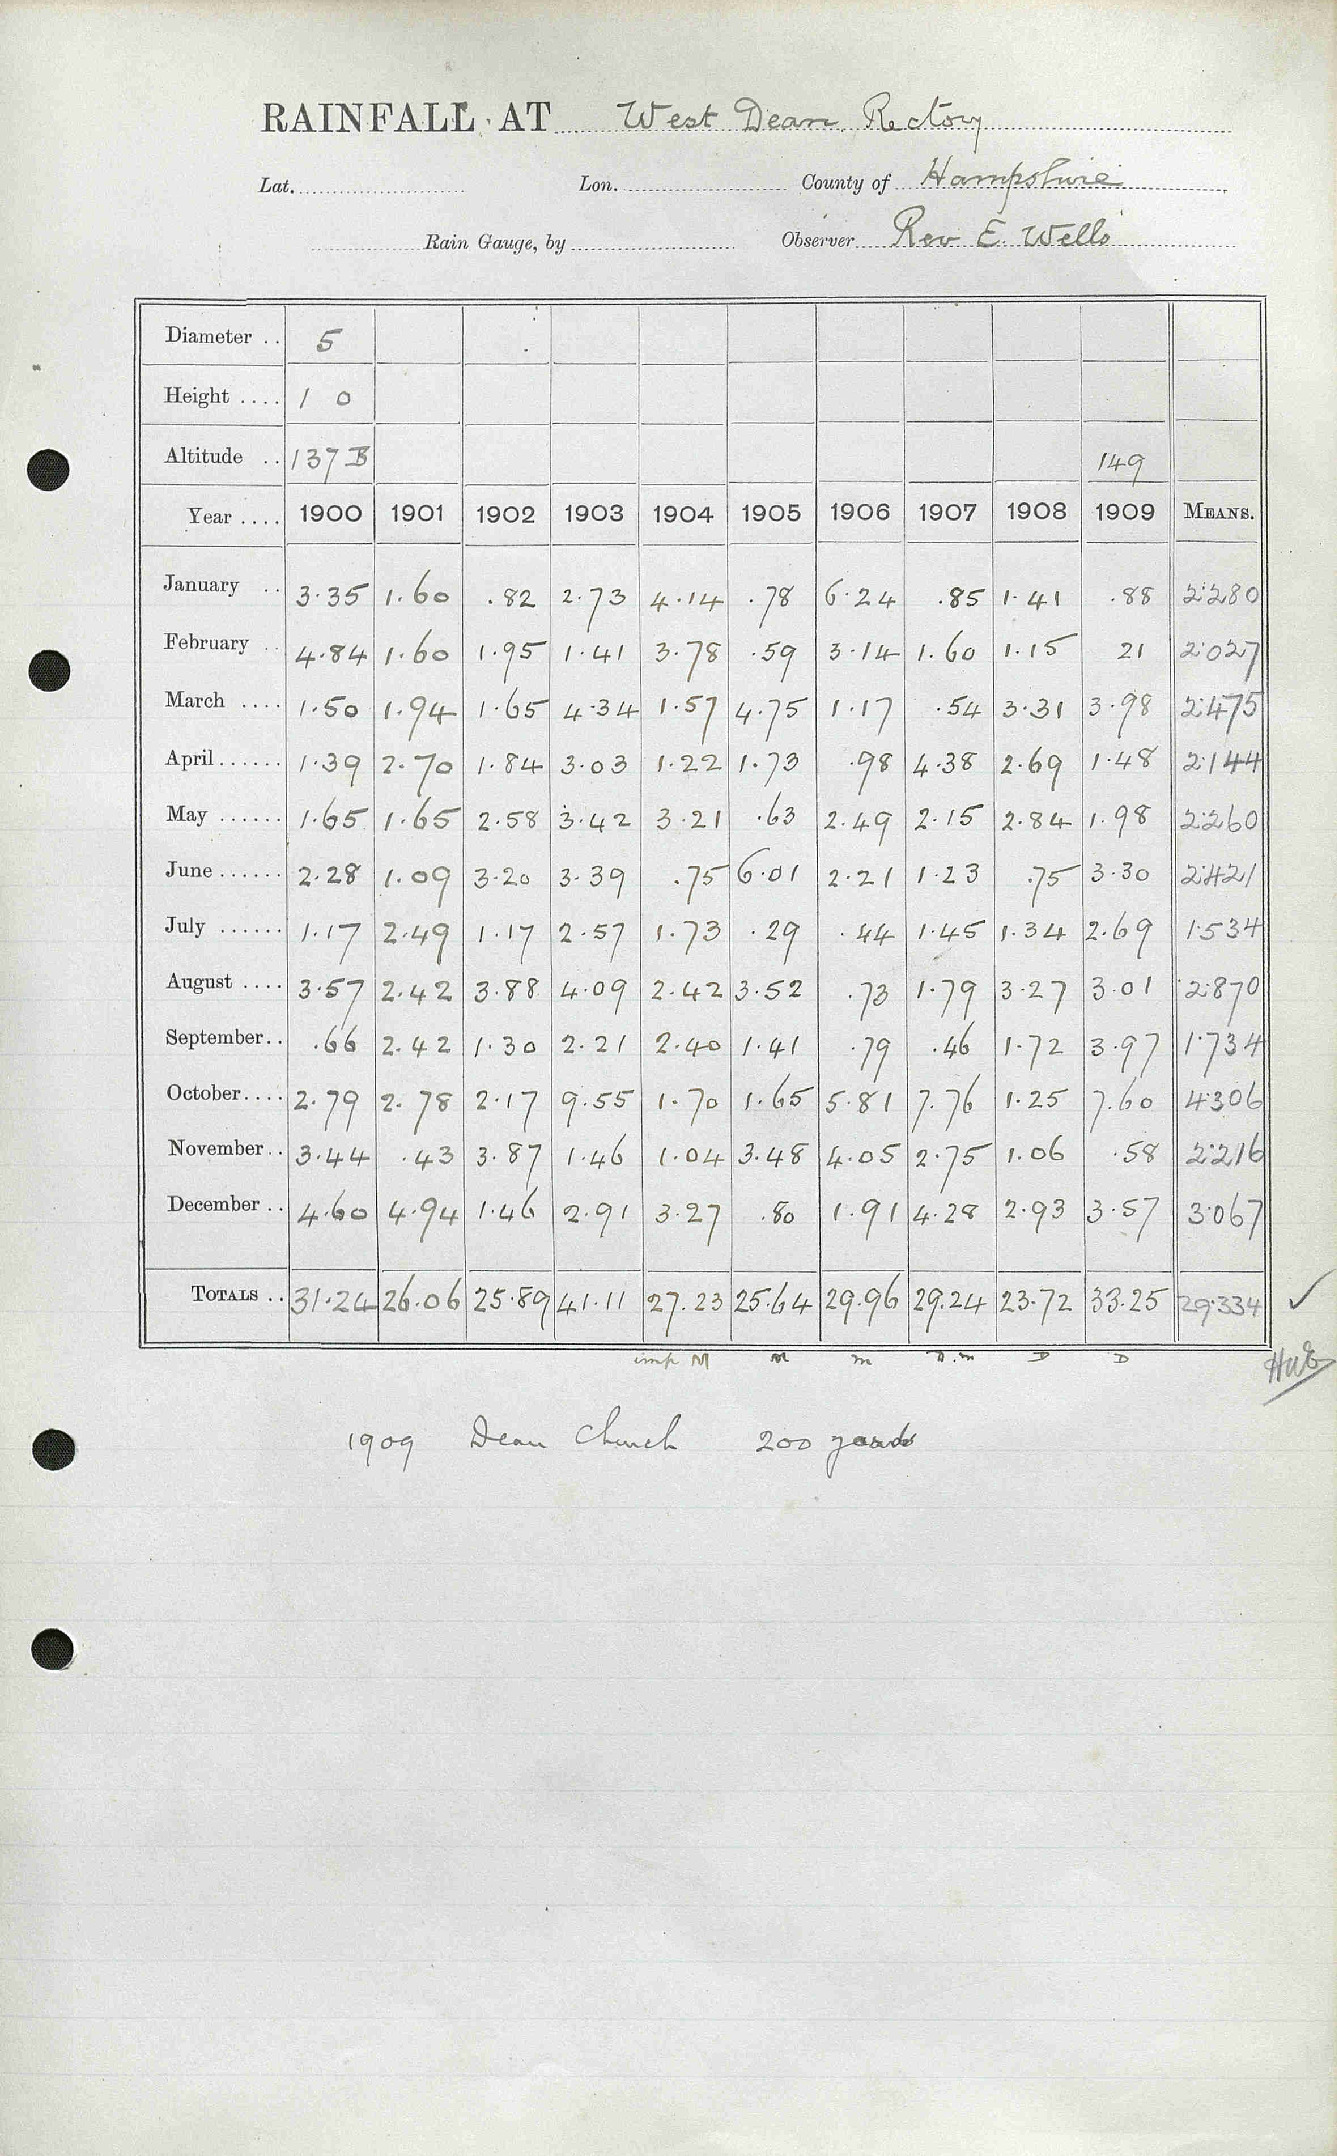 RAINFALL AT West Dean Rectory
Lat. Lon. County of Hampshire
Rain Gauge, by Observer Rev E. Wells
Diameter .. 5
Height .... 1 0
Altitude .. 137 B 149
Year .... 1900 1901 1902 1903 1904 1905 1906 1907 1908 1909 MEANS.
January .. 3.35 1.60 .82 2.73 4.14 .78 6.24 .85 1.41 .88 2.280
February .. 4.84 1.60 1.95 1.41 3.78 .59 3.14 1.60 1.15 21 2.027
March .... 1.50 1.94 1.65 4.34 1.57 4.75 1.17 .54 3.31 3.98 2.475
April...... 1.39 2.70 1.84 3.03 1.22 1.73 .98 4.38 2.69 1.48 2.144
May ...... 1.65 1.65 2.58 3.42 3.21 .63 2.49 2.15 2.84 1.98 2.260
June ...... 2.28 1.09 3.20 3.39 .75 6.01 2.21 1.23 .75 3.30 2.421
July ...... 1.17 2.49 1.17 2.57 1.73 .29 .44 1.45 1.34 2.69 1.534
August .... 3.57 2.42 3.88 4.09 2.42 3.52 .73 1.79 3.27 3.01 2.870
September.. .66 2.42 1.30 2.21 2.40 1.41 .79 .46 1.72 3.97 1.734
October.... 2.79 2.78 2.17 9.55 1.70 1.65 5.81 7.76 1.25 7.60 4.306
November.. 3.44 .43 3.87 1.46 1.04 3.48 4.05 2.75 1.06 .58 2.216
December .. 4.60 4.94 1.46 2.91 3.27 .80 1.91 4.28 2.93 3.57 3.067
TOTALS .. 31.24 26.06 25.89 41.11 27.23 25.64 29.96 29.24 23.72 33.25 29.334
imp M M m D.m D D
1909 Dean Church 200 yards